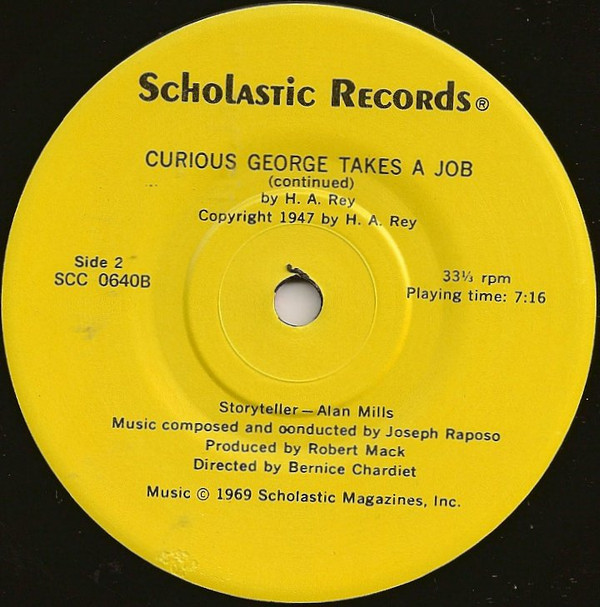 Scholastic Records®
CURIOUS GEORGE TAKES A JOB
(continued)
by H. A. Rey
Copyright 1947 by H. A. Rey
Side 2
SCC 0640B
33⅓ rpm
Playing time: 7:16
Storyteller — Alan Mills
Music composed and conducted by Joseph Raposo
Produced by Robert Mack
Directed by Bernice Chardiet
Music © 1969 Scholastic Magazines, Inc.